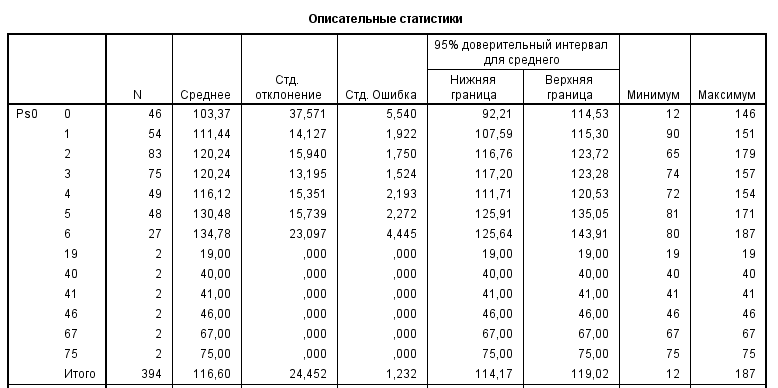 Описательные статистики
95% доверительный интервал для среднего
N Среднее Стд. отклонение Стд. Ошибка Нижняя граница Верхняя граница Минимум Максимум
Ps0 0 46 103,37 37,571 5,540 92,21 114,53 12 146
1 54 111,44 14,127 1,922 107,59 115,30 90 151
2 83 120,24 15,940 1,750 116,76 123,72 65 179
3 75 120,24 13,195 1,524 117,20 123,28 74 157
4 49 116,12 15,351 2,193 111,71 120,53 72 154
5 48 130,48 15,739 2,272 125,91 135,05 81 171
6 27 134,78 23,097 4,445 125,64 143,91 80 187
19 2 19,00 ,000 ,000 19,00 19,00 19 19
40 2 40,00 ,000 ,000 40,00 40,00 40 40
41 2 41,00 ,000 ,000 41,00 41,00 41 41
46 2 46,00 ,000 ,000 46,00 46,00 46 46
67 2 67,00 ,000 ,000 67,00 67,00 67 67
75 2 75,00 ,000 ,000 75,00 75,00 75 75
Итого 394 116,60 24,452 1,232 114,17 119,02 12 187